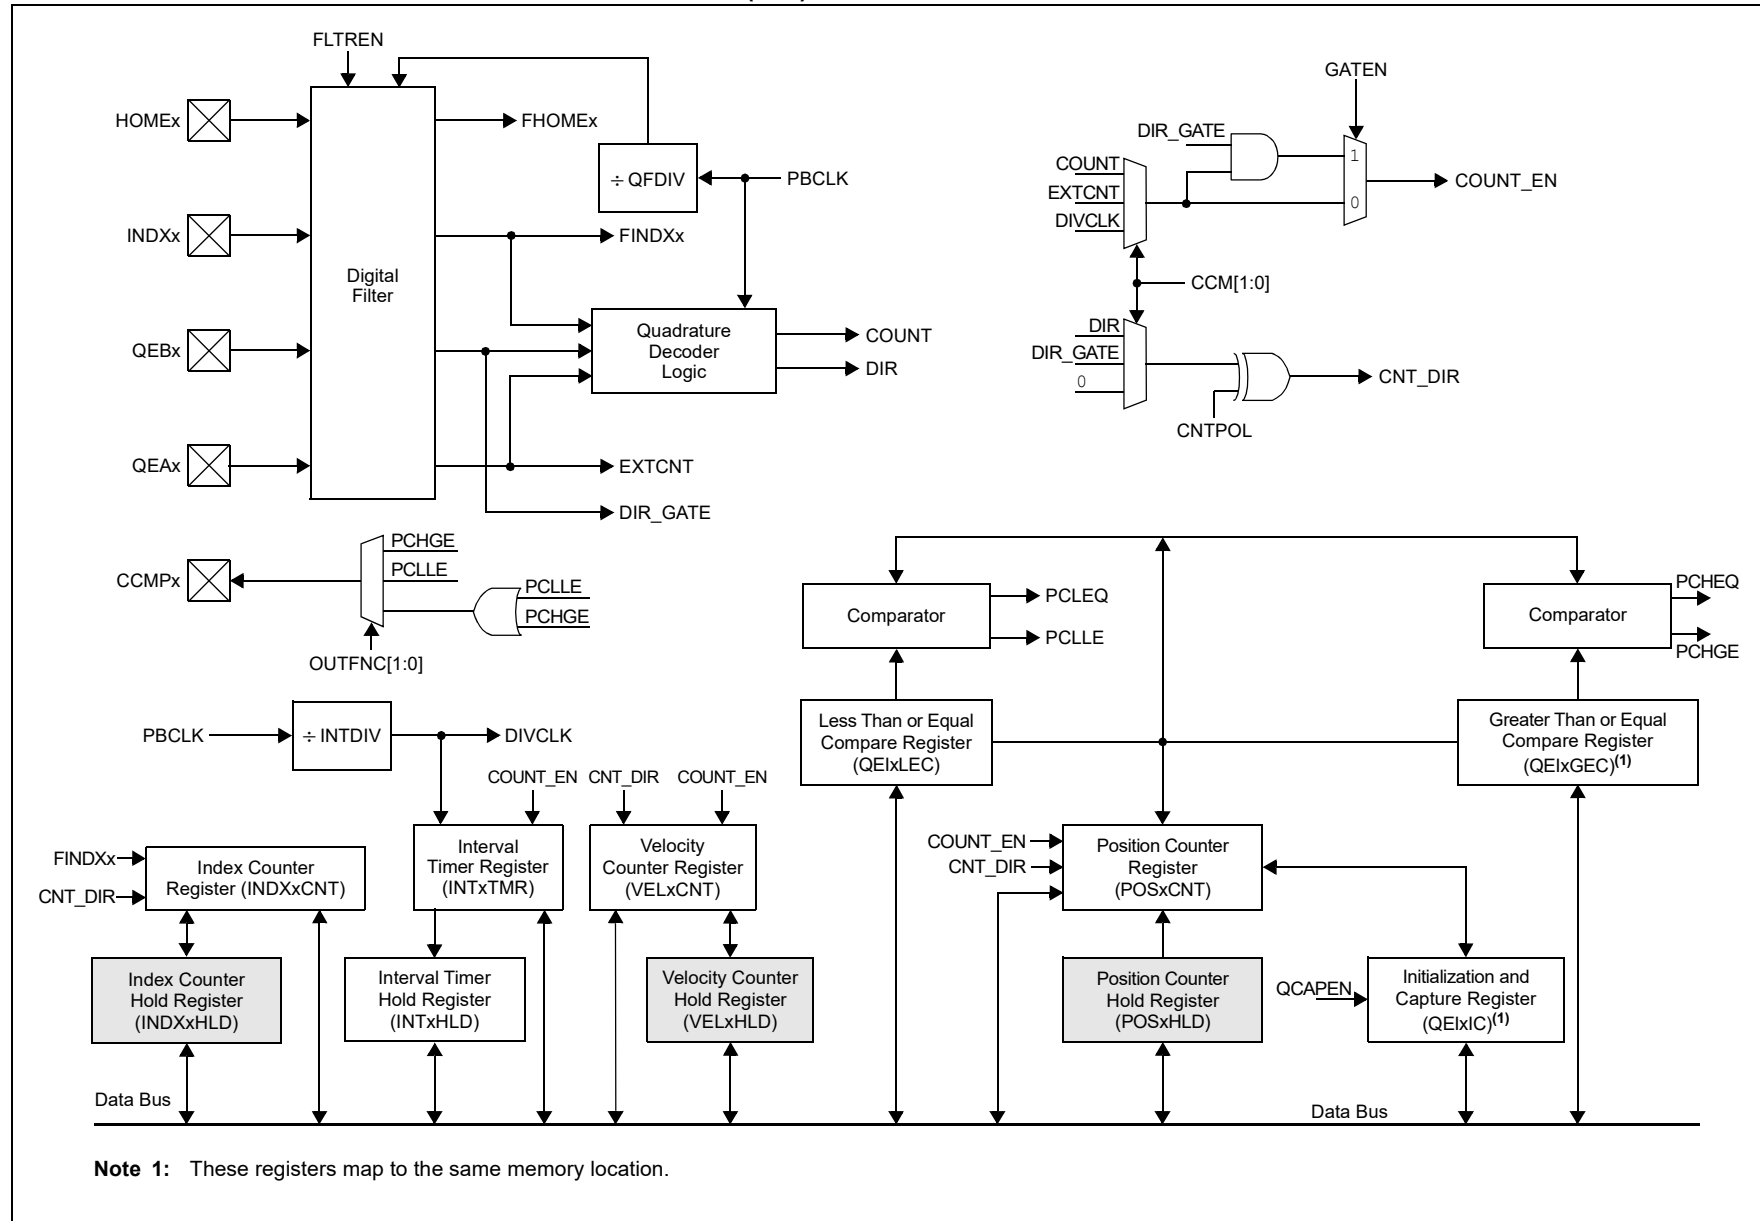 FLTREN
HOMEx
FHOMEx
÷ QFDIV
PBCLK
INDXx
FINDXx
Digital
Filter
QEBx
Quadrature
Decoder
Logic
COUNT
DIR
QEAx
EXTCNT
DIR_GATE
GATEN
DIR_GATE
COUNT
EXTCNT
DIVCLK
1
0
COUNT_EN
CCM[1:0]
DIR
DIR_GATE
0
CNT_DIR
CNTPOL
CCMPx
PCHGE
PCLLE
PCLLE
PCHGE
OUTFNC[1:0]
Comparator
PCLEQ
PCLLE
Comparator
PCHEQ
PCHGE
PBCLK
÷ INTDIV
DIVCLK
Less Than or Equal
Compare Register
(QEIxLEC)
Greater Than or Equal
Compare Register
(QEIxGEC)(1)
COUNT_EN
CNT_DIR
COUNT_EN
FINDXx
CNT_DIR
Index Counter
Register (INDXxCNT)
Interval
Timer Register
(INTxTMR)
Velocity
Counter Register
(VELxCNT)
COUNT_EN
CNT_DIR
Position Counter
Register
(POSxCNT)
Index Counter
Hold Register
(INDXxHLD)
Interval Timer
Hold Register
(INTxHLD)
Velocity Counter
Hold Register
(VELxHLD)
Position Counter
Hold Register
(POSxHLD)
QCAPEN
Initialization and
Capture Register
(QEIxIC)(1)
Data Bus
Data Bus
Note 1: These registers map to the same memory location.